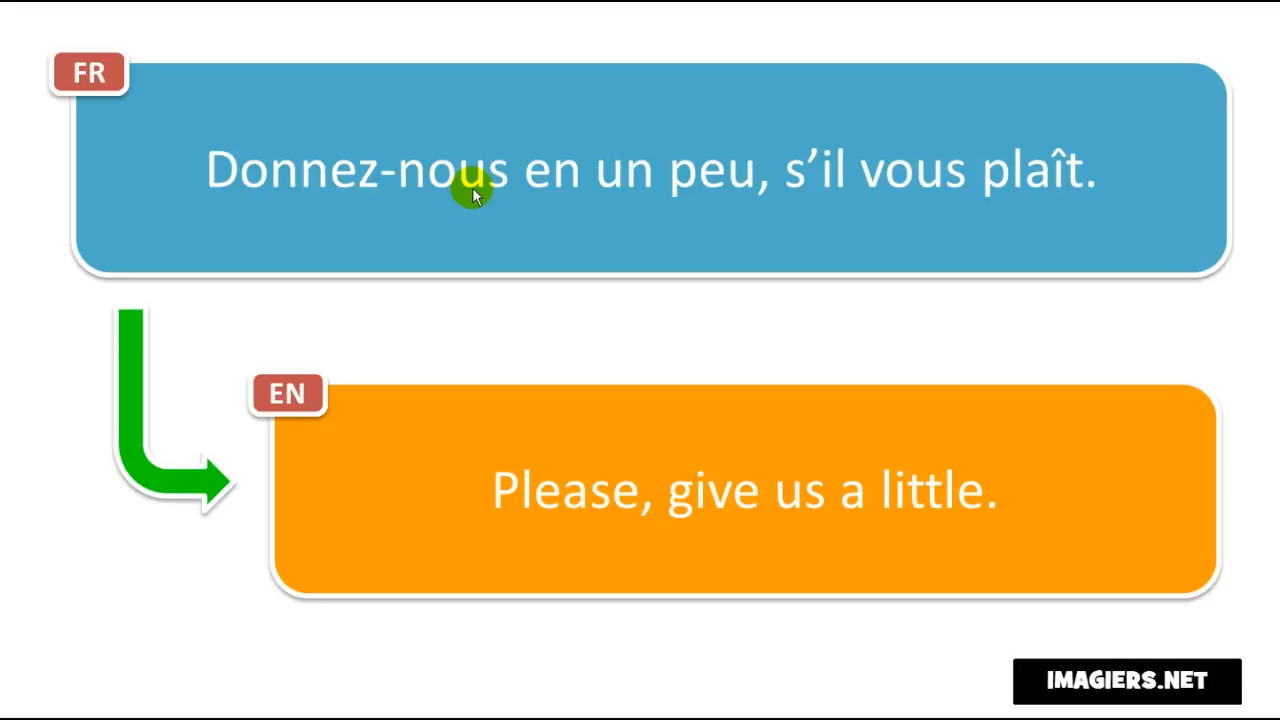 FR
Donnez-nous en un peu, s’il vous plaît.
EN
Please, give us a little.
IMAGIERS.NET